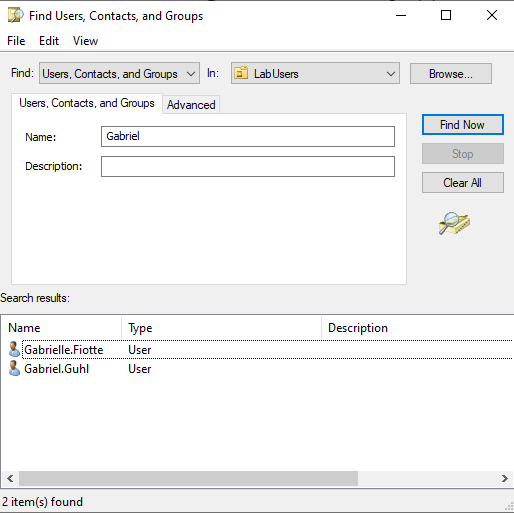 Find Users, Contacts, and Groups
File Edit View
Find: Users, Contacts, and Groups In: LabUsers Browse...
Users, Contacts, and Groups Advanced
Find Now
Name: Gabriel
Stop
Description:
Clear All
Search results:
Name Type Description
Gabrielle.Fiotte User
Gabriel.Guhl User
2 item(s) found